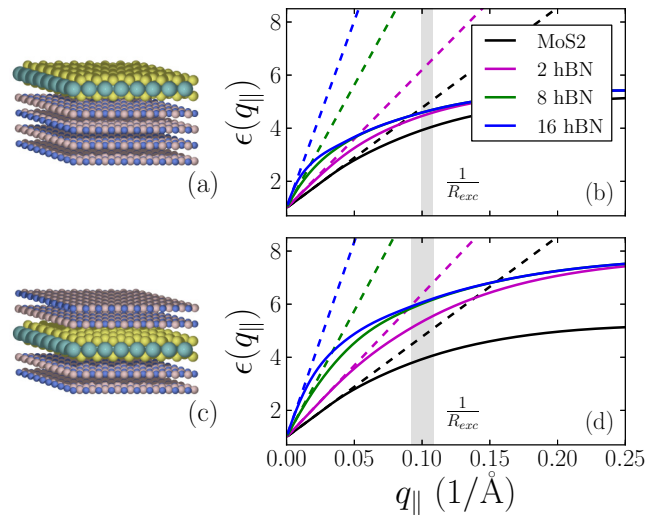 (a)
8
6
4
2
ϵ(q∥)
MoS2
2 hBN
8 hBN
16 hBN
1/R_exc
(b)
(c)
8
6
4
2
ϵ(q∥)
1/R_exc
(d)
0.00 0.05 0.10 0.15 0.20 0.25
q∥ (1/Å)